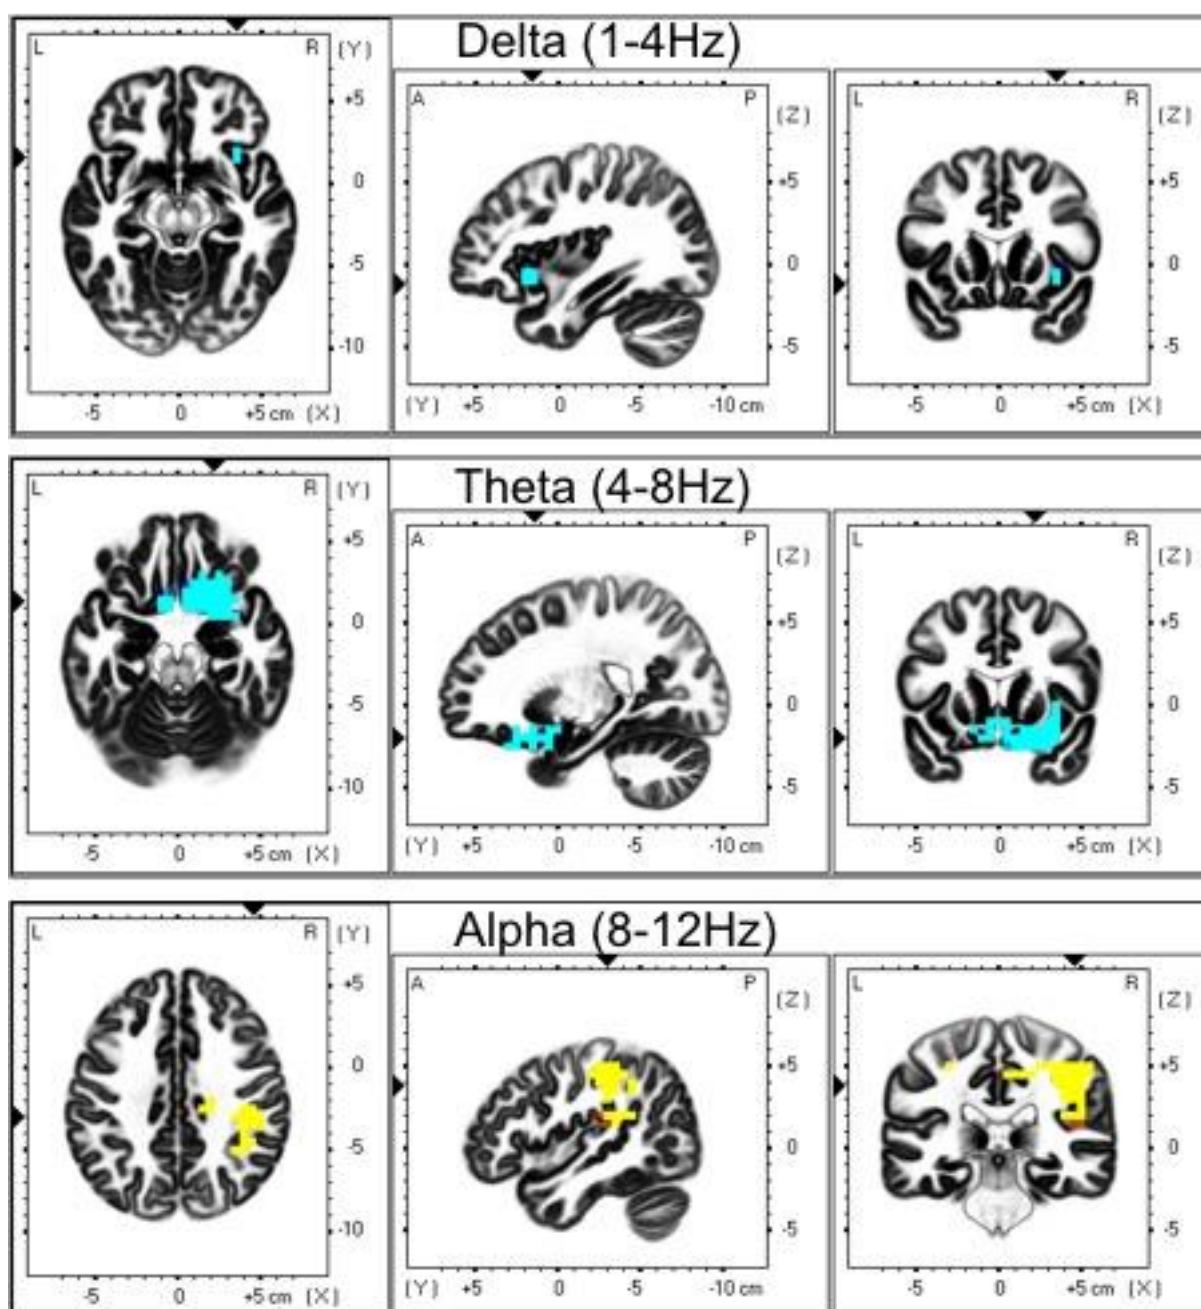 Delta (1-4Hz)
L R (Y)
+5
0
-5
-10
-5 0 +5 cm (X)
A P (Z)
+5
0
-5
(Y) +5 0 -5 -10 cm
L R (Z)
+5
0
-5
-5 0 +5 cm (X)
Theta (4-8Hz)
L R (Y)
+5
0
-5
-10
-5 0 +5 cm (X)
A P (Z)
+5
0
-5
(Y) +5 0 -5 -10 cm
L R (Z)
+5
0
-5
-5 0 +5 cm (X)
Alpha (8-12Hz)
L R (Y)
+5
0
-5
-10
-5 0 +5 cm (X)
A P (Z)
+5
0
-5
(Y) +5 0 -5 -10 cm
L R (Z)
+5
0
-5
-5 0 +5 cm (X)